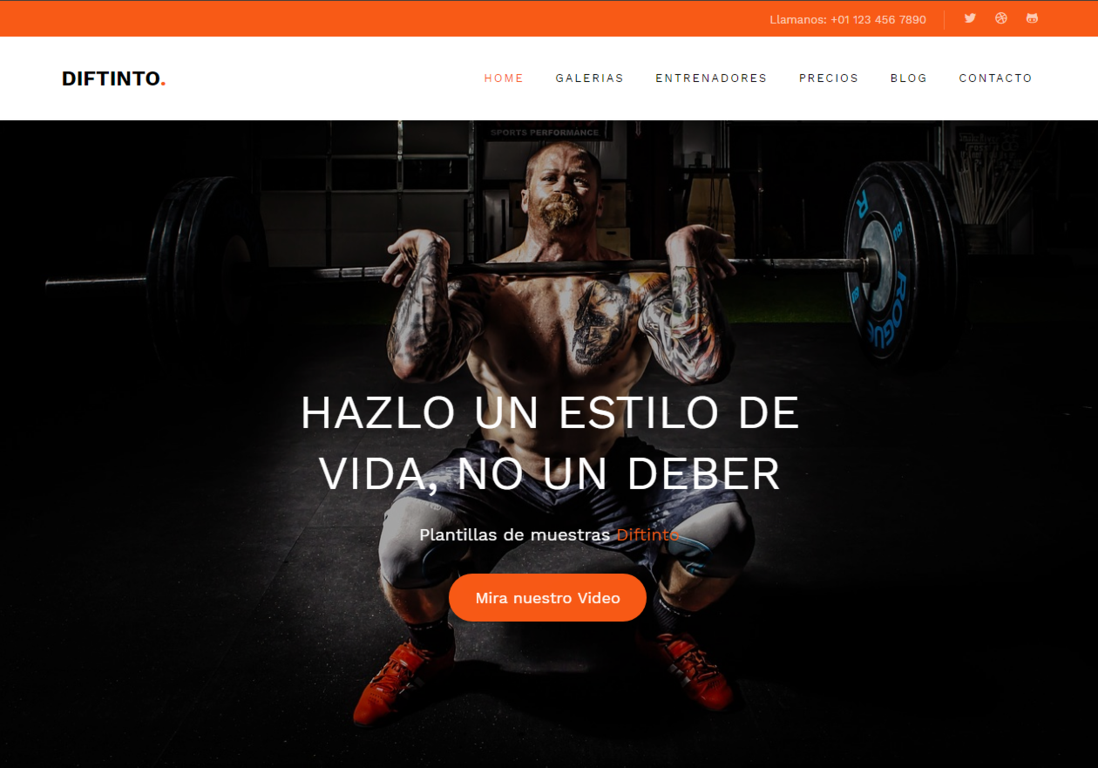 Llamanos: +01 123 456 7890
DIFTINTO.
HOME GALERIAS ENTRENADORES PRECIOS BLOG CONTACTO
SPORTS PERFORMANCE
R
ROGUE
HAZLO UN ESTILO DE
VIDA, NO UN DEBER
Plantillas de muestras Diftinto
Mira nuestro Video